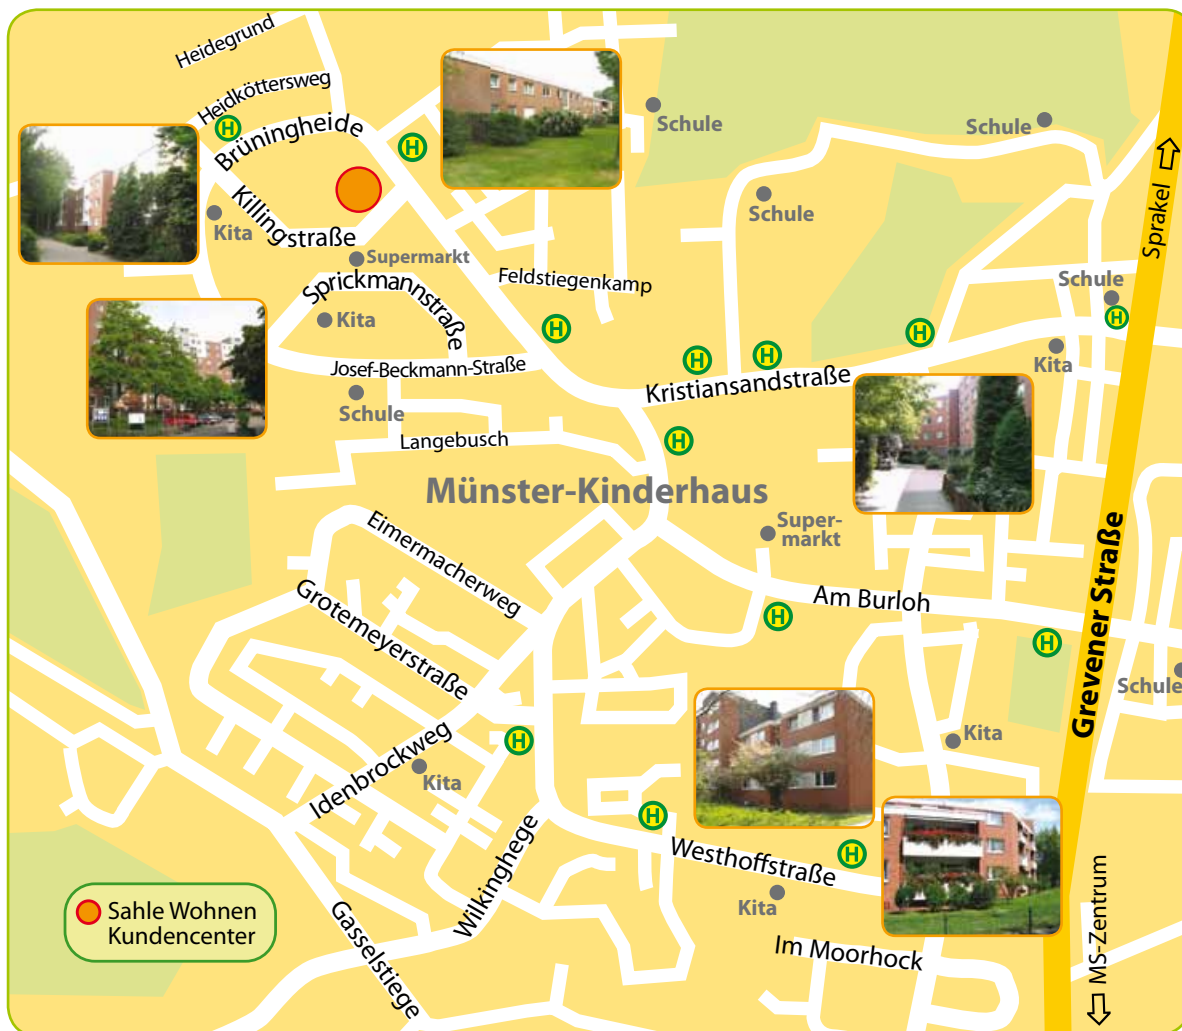 Heidegrund
Heidköttersweg
Brüningheide
H
H
Schule
Schule
Sprakel
Killingstraße
Kita
Schule
Supermarkt
Sprickmannstraße
Feldstiegenkamp
Schule
H
Kita
H
H
Kita
H
H
Josef-Beckmann-Straße
Kristiansandstraße
Schule
Langebusch
H
Münster-Kinderhaus
Super-
markt
Eimermacherweg
Grotemeyerstraße
Am Burloh
H
H
Grevener Straße
Schule
Idenbrockweg
H
Kita
Kita
Wilkinghege
H
Westhoffstraße
H
Kita
Sahle Wohnen
Kundencenter
Gasselstiege
Im Moorhock
MS-Zentrum